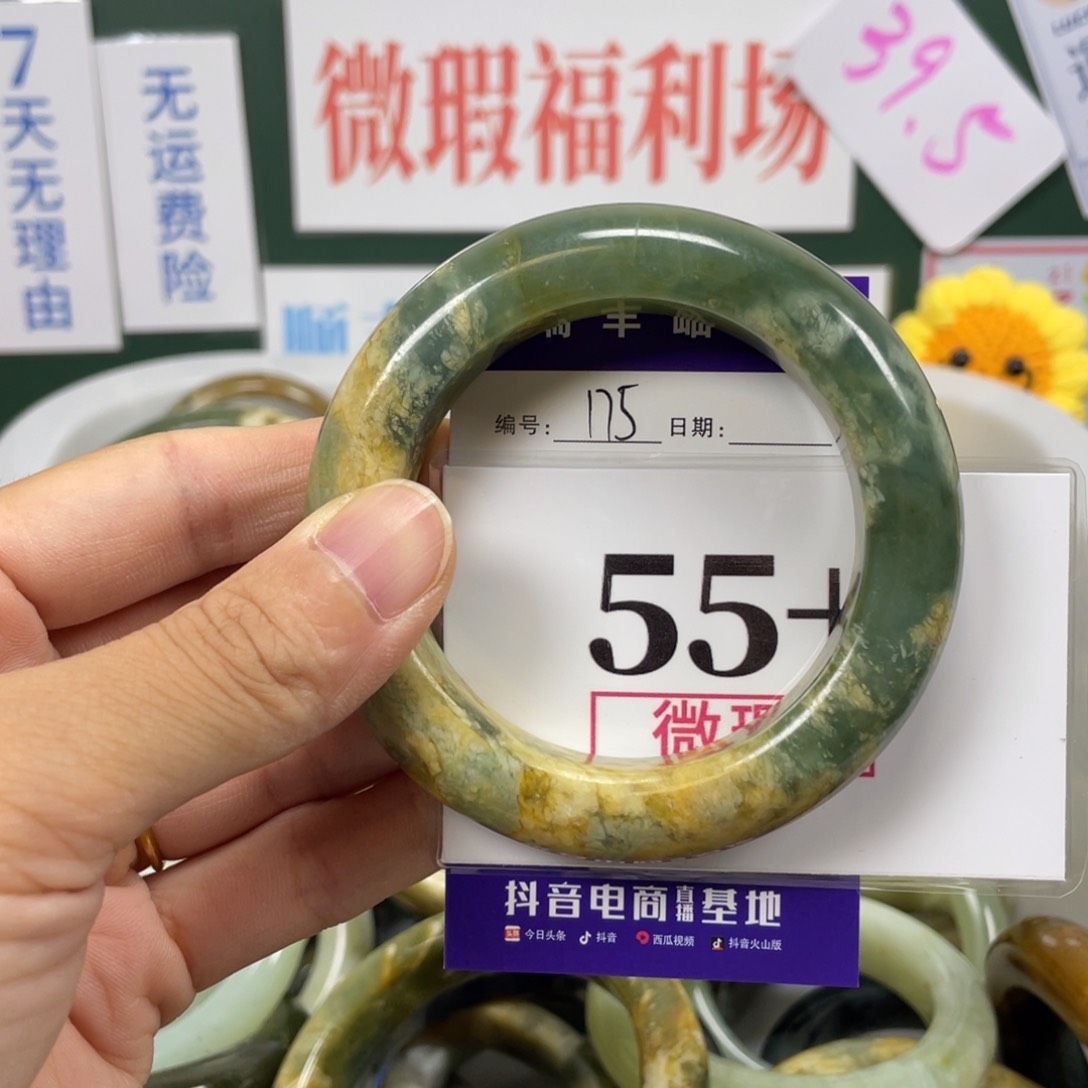 7天无理由
无运费险
微瑕福利场
39.5
编号: 175 日期:
55+
微瑕
抖音电商直播基地
今日头条 抖音 西瓜视频 抖音火山版